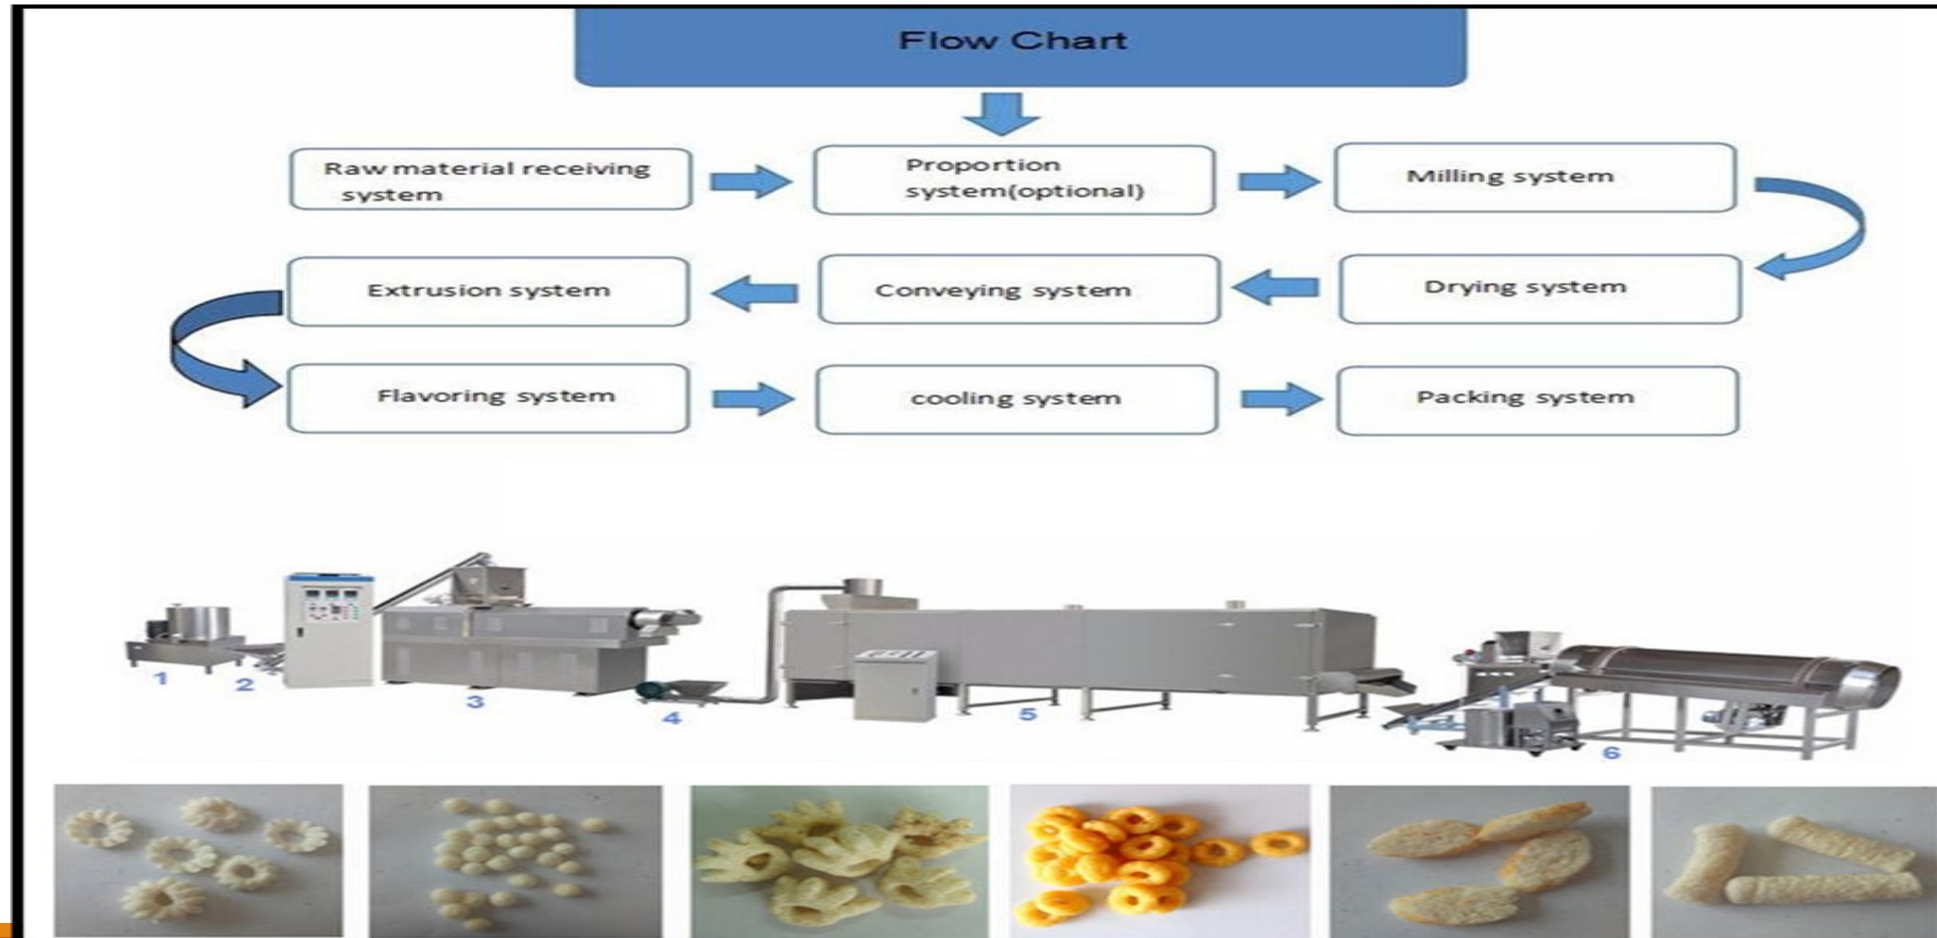 Flow Chart
Raw material receiving
system
Proportion
system(optional)
Milling system
Extrusion system
Conveying system
Drying system
Flavoring system
cooling system
Packing system
1
2
3
4
5
6